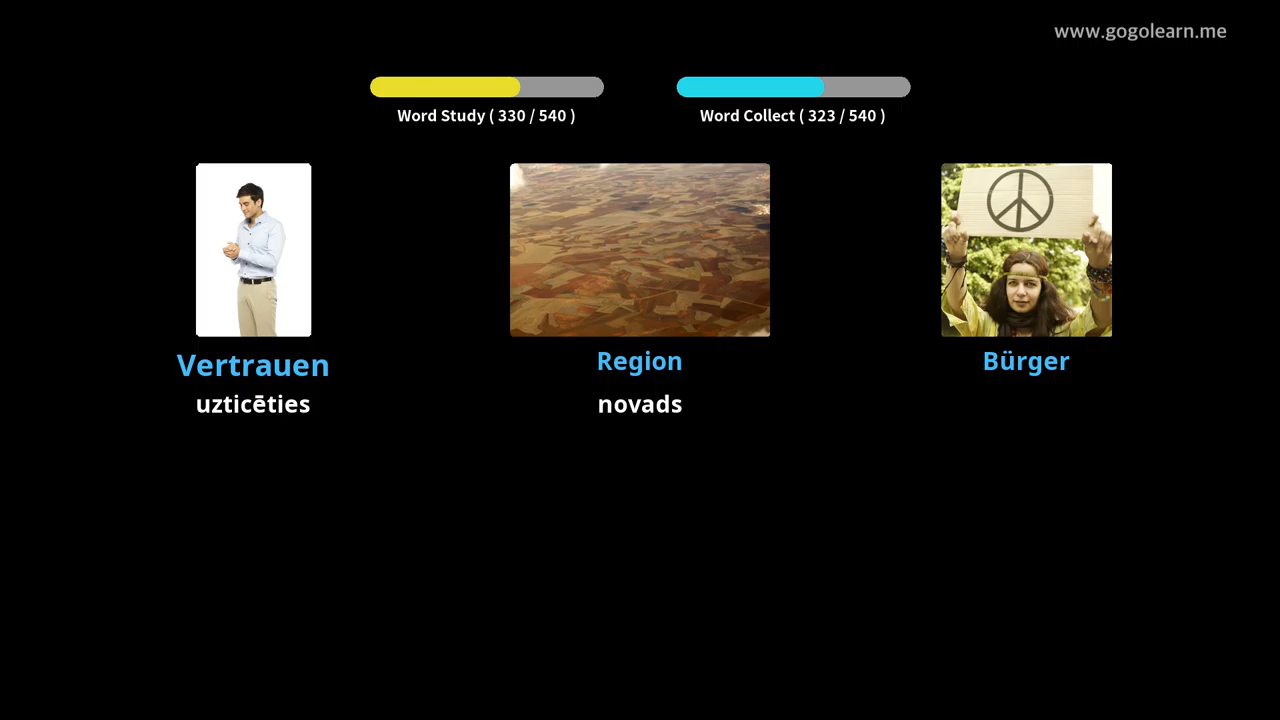 www.gogolearn.me
Word Study ( 330 / 540 )
Word Collect ( 323 / 540 )
Vertrauen
uzticēties
Region
novads
Bürger